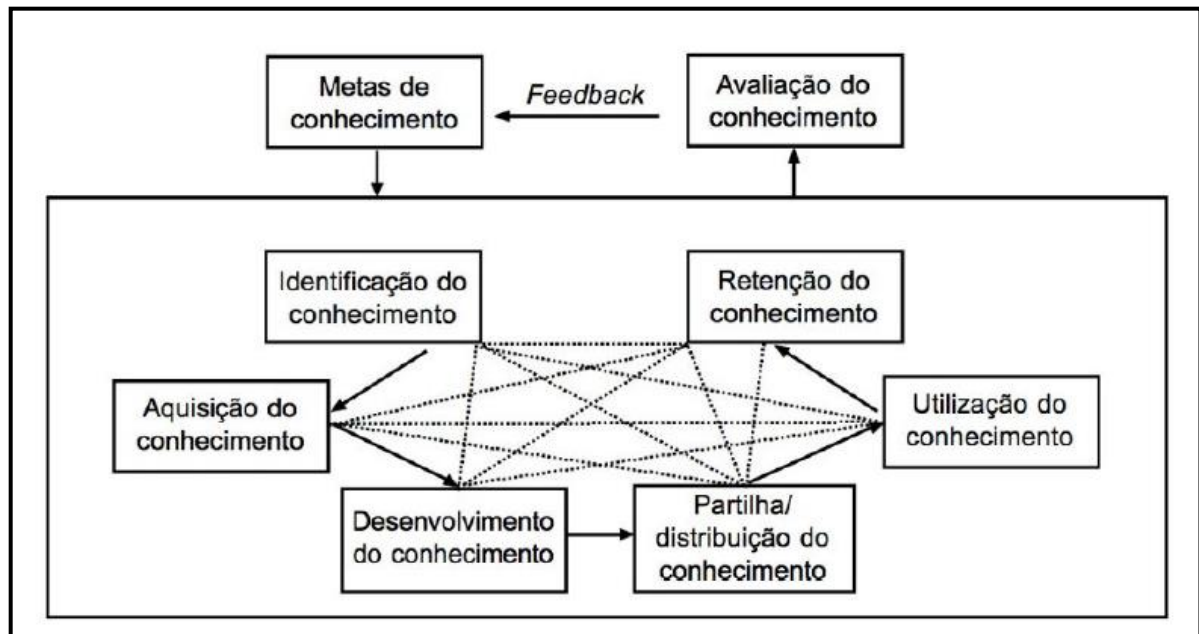 Metas de
conhecimento
Feedback
Avaliação do
conhecimento
Identificação do
conhecimento
Retenção do
conhecimento
Aquisição do
conhecimento
Utilização do
conhecimento
Desenvolvimento
do conhecimento
Partilha/
distribuição do
conhecimento